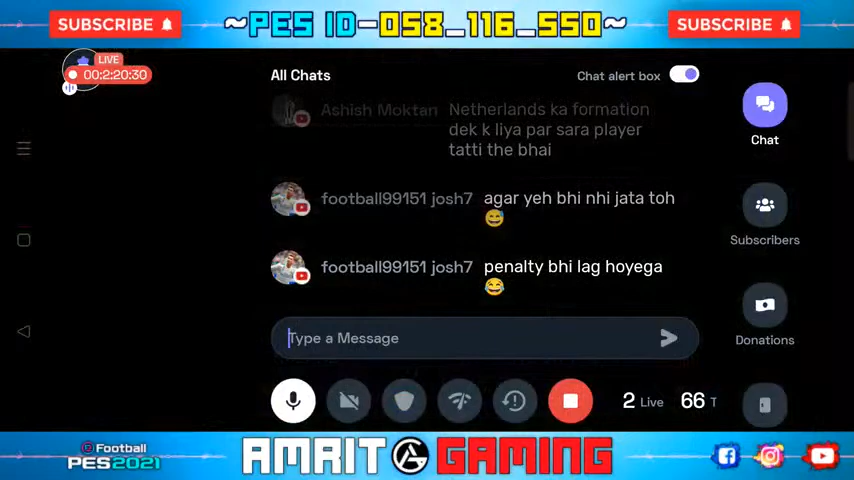 SUBSCRIBE
~PES ID-058_116_550~
SUBSCRIBE
LIVE
00:2:20:30
All Chats
Chat alert box
Ashish Moktan Netherlands ka formation
dek k liya par sara player
tatti the bhai
Chat
football99151 josh7 agar yeh bhi nhi jata toh
😅
Subscribers
football99151 josh7 penalty bhi lag hoyega
😂
Type a Message
Donations
2 Live 66 T
eFootball
PES2021
AMRIT GAMING